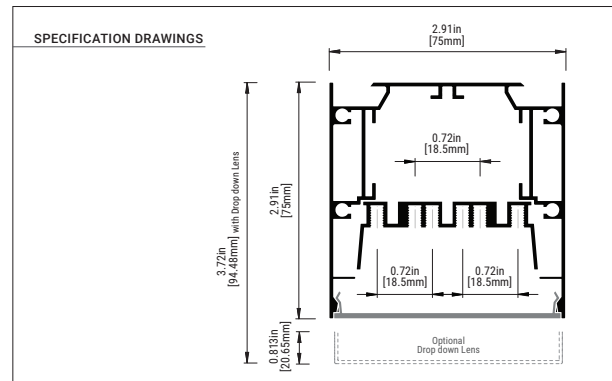 SPECIFICATION DRAWINGS
2.91in
[75mm]
0.72in
[18.5mm]
3.72in
[94.48mm] with Drop down Lens
2.91in
[75mm]
0.72in
[18.5mm]
0.72in
[18.5mm]
0.813in
[20.65mm]
Optional
Drop down Lens